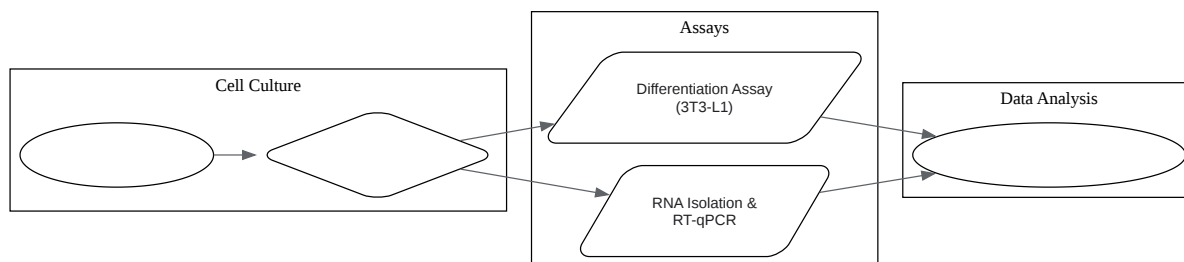 Assays
Cell Culture
Differentiation Assay
(3T3-L1)
Data Analysis
RNA Isolation &
RT-qPCR